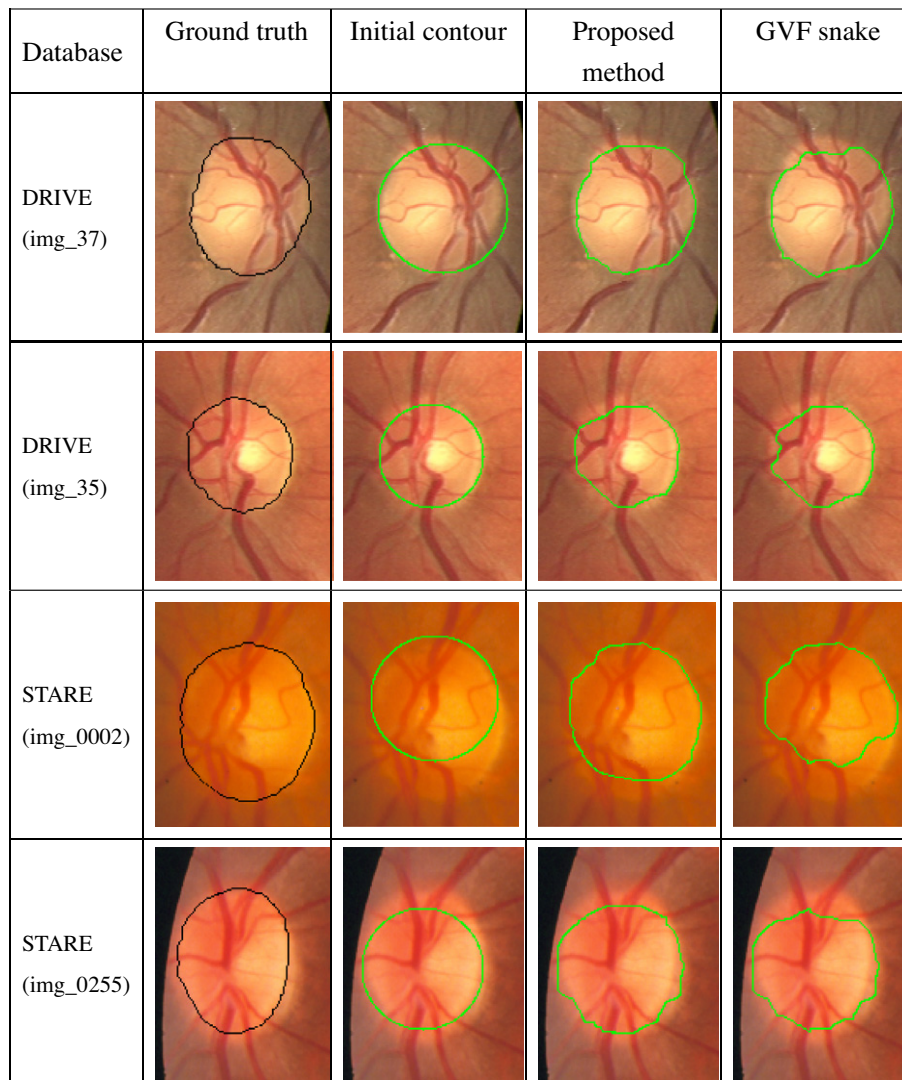 Database
Ground truth
Initial contour
Proposed
method
GVF snake
DRIVE
(img_37)
DRIVE
(img_35)
STARE
(img_0002)
STARE
(img_0255)